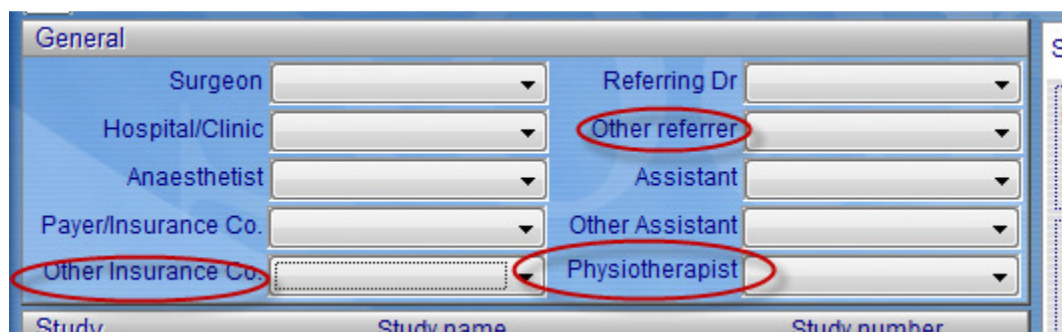 General
S
Surgeon Referring Dr
Hospital/Clinic Other referrer
Anaesthetist Assistant
Payer/Insurance Co. Other Assistant
Other Insurance Co. Physiotherapist
Study Study name Study number